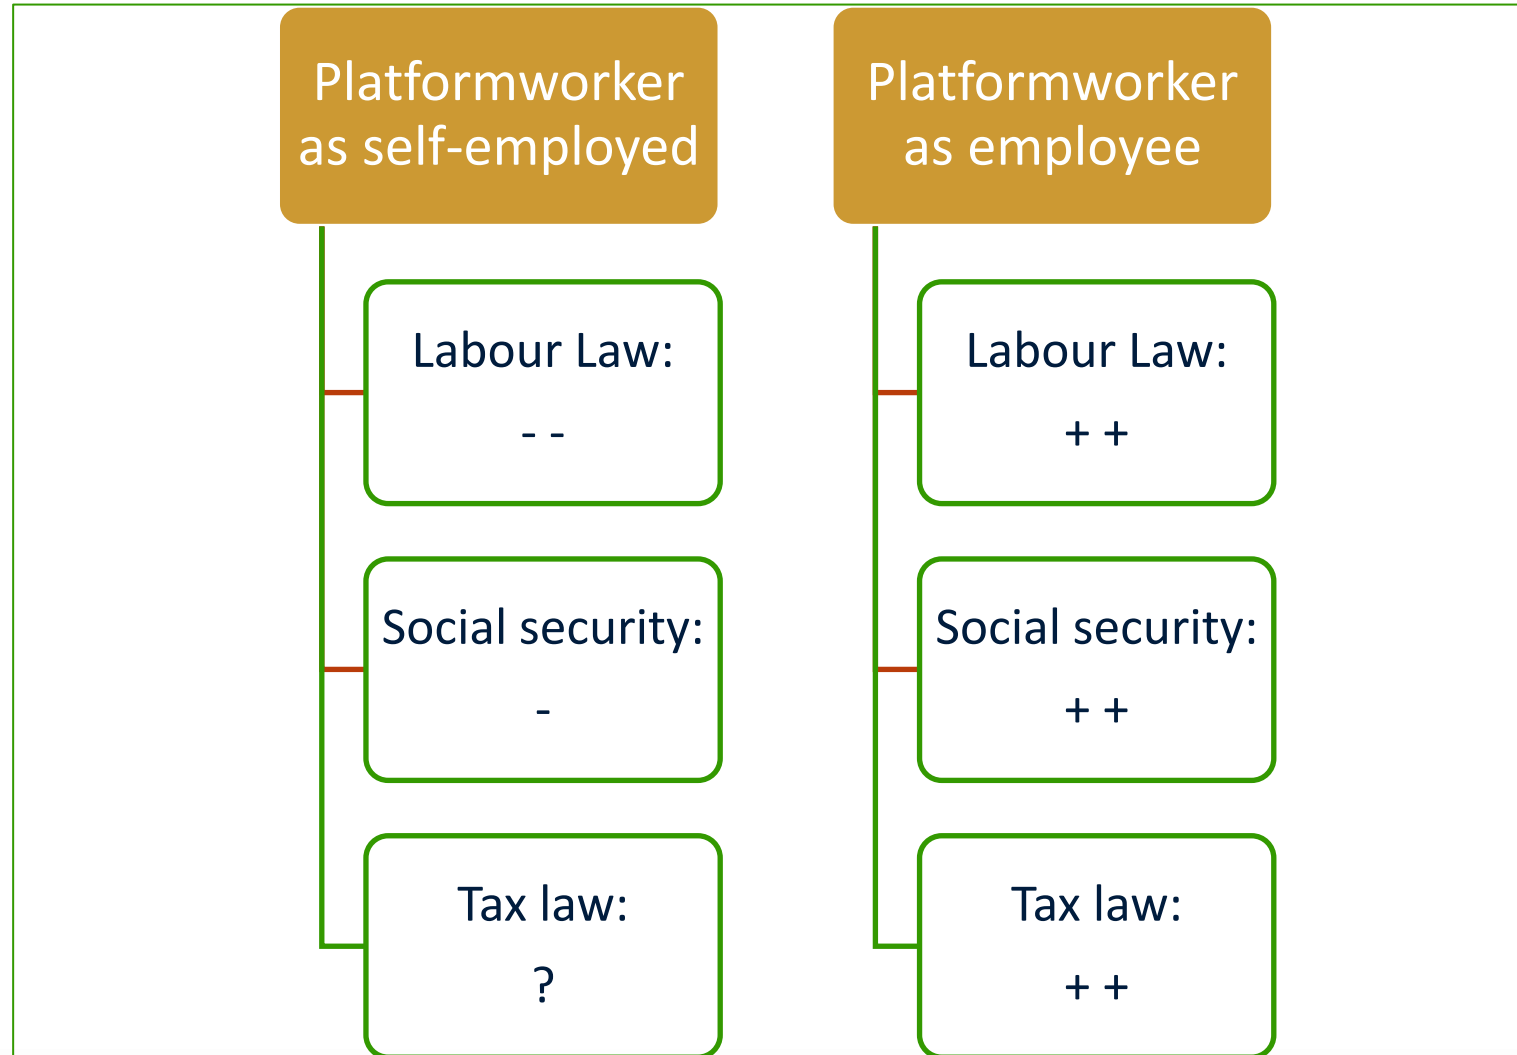 Platformworker
as self-employed
Labour Law:
- -
Social security:
-
Tax law:
?
Platformworker
as employee
Labour Law:
+ +
Social security:
+ +
Tax law:
+ +